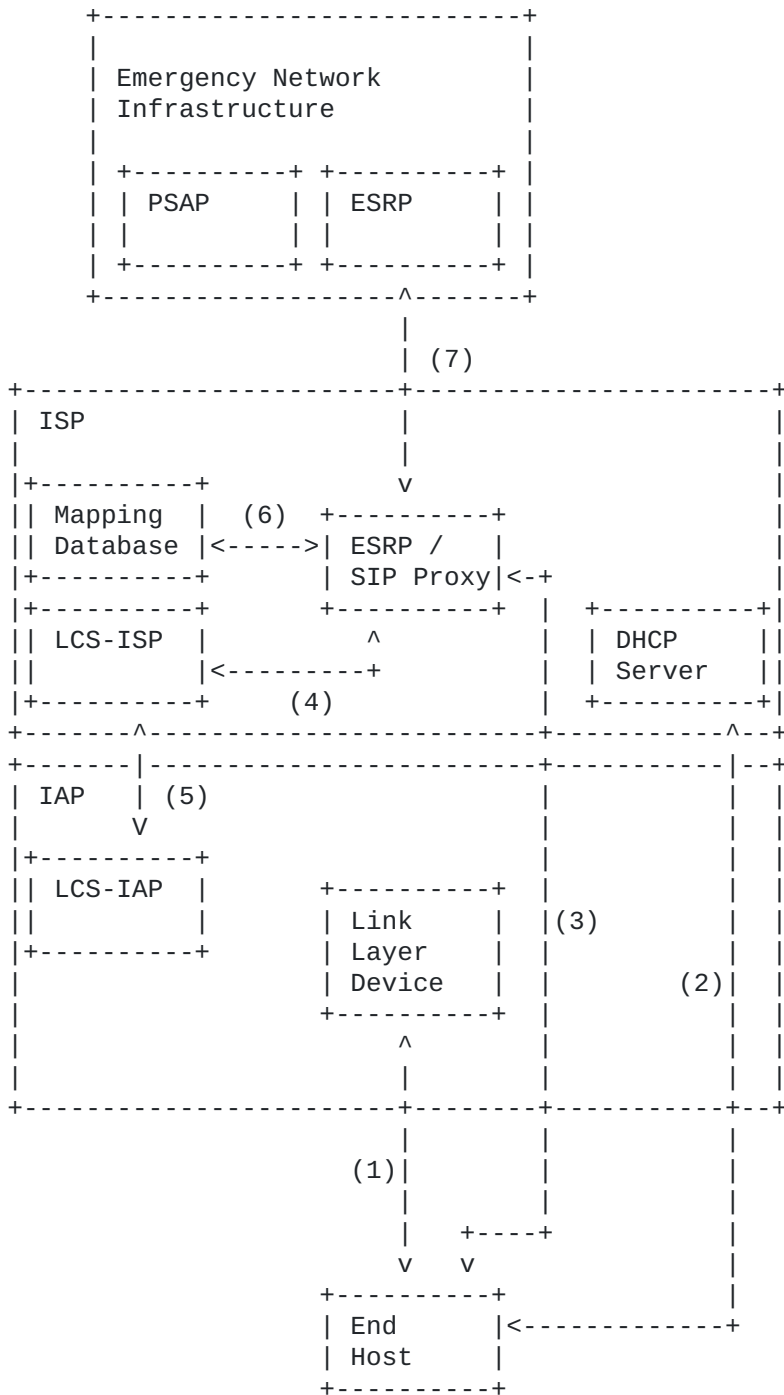 Emergency Network
Infrastructure
PSAP ESRP
(7)
ISP
Mapping (6)
Database ESRP /
SIP Proxy
LCS-ISP DHCP
Server
(4)
IAP (5)
LCS-IAP
Link (3)
Layer
Device (2)
(1)
End
Host